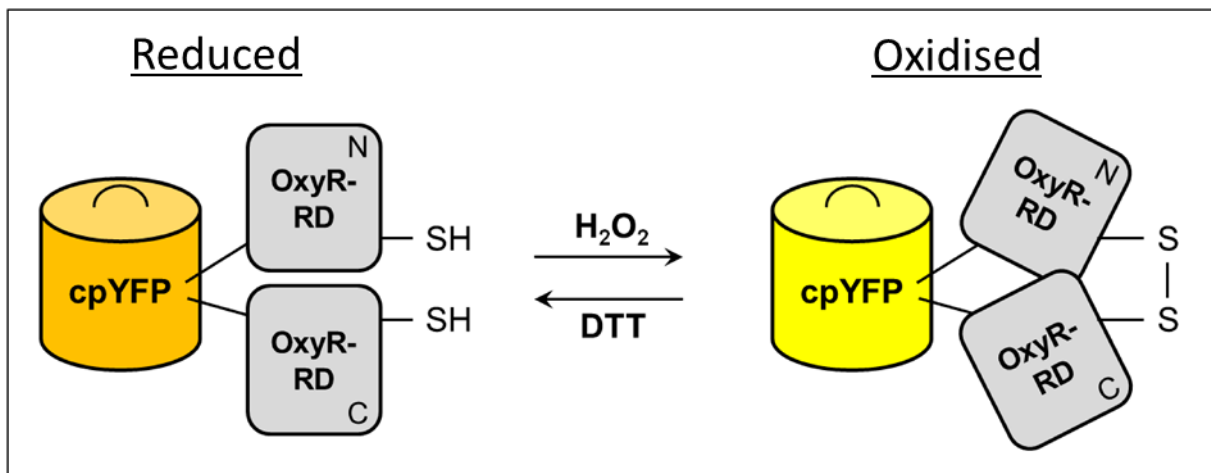 Reduced
Oxidised
N
OxyR-
RD
SH
cpYFP
SH
OxyR-
RD
C
H₂O₂
DTT
N
OxyR-
RD
S
cpYFP
S
OxyR-
RD
C